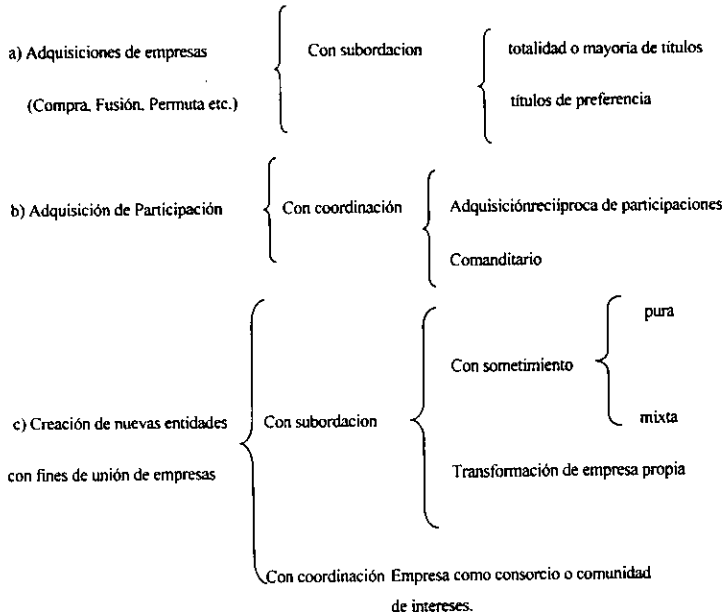 a) Adquisiciones de empresas
Con subordacion
totalidad o mayoria de títulos
(Compra, Fusión, Permuta etc.)
títulos de preferencia
b) Adquisición de Participación
Con coordinación
Adquisiónreciíproca de participaciones
Comanditario
pura
Con sometimiento
mixta
c) Creación de nuevas entidades
con fines de unión de empresas
Con subordacion
Transformación de empresa propia
Con coordinación Empresa como consorcio o comunidad
de intereses.